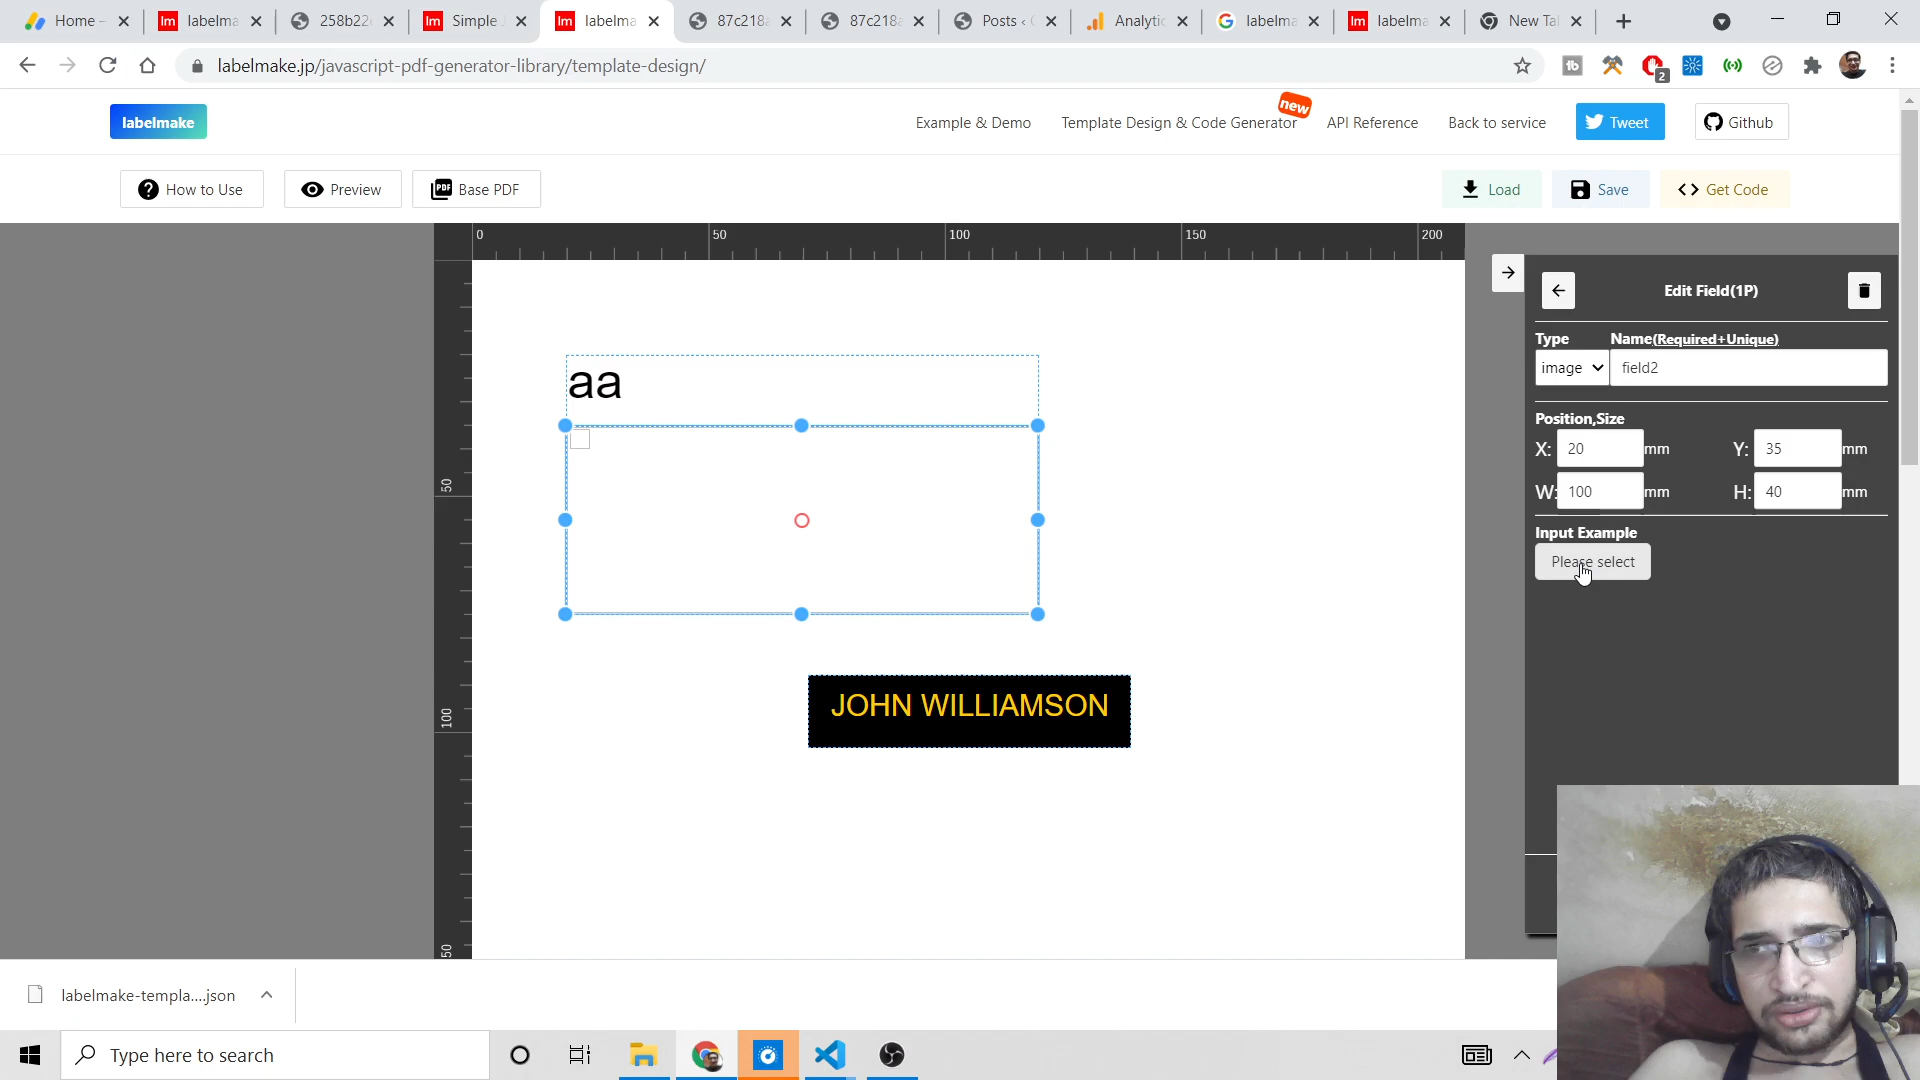 Home -
labelma
258b22
Simple J
labelma
87c218
87c218
Posts ‹
Analytic
labelma
labelma
New Ta
labelmake.jp/javascript-pdf-generator-library/template-design/
2
labelmake
Example & Demo
Template Design & Code Generator
new
API Reference
Back to service
Tweet
Github
How to Use
Preview
PDF
Base PDF
Load
Save
Get Code
0
50
100
150
200
50
100
50
aa
JOHN WILLIAMSON
Edit Field(1P)
Type
Name(Required+Unique)
image
field2
Position,Size
X: 20 mm
Y: 35 mm
W: 100 mm
H: 40 mm
Input Example
Please select
labelmake-templa....json
Type here to search